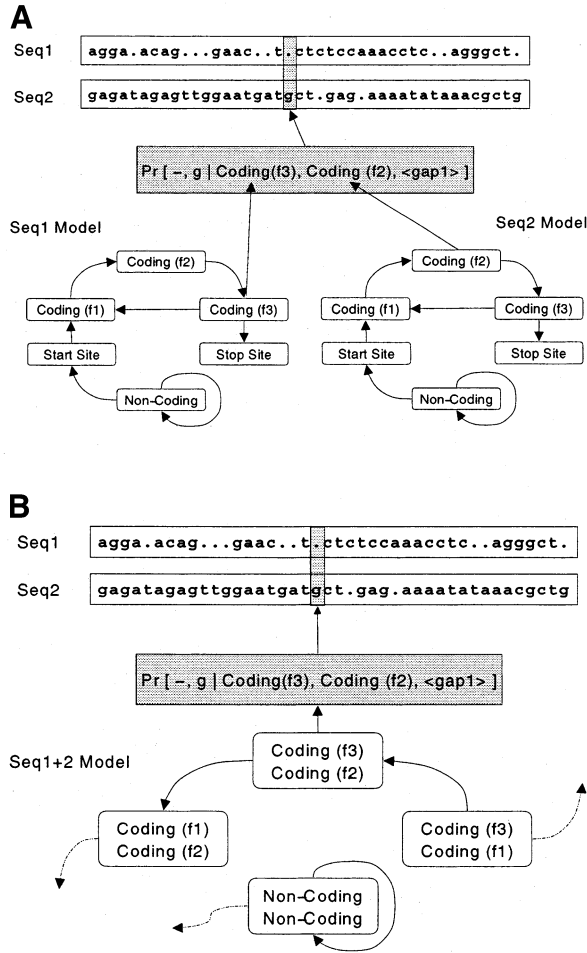 A
Seq1 agga.acag...gaac..t.ctctccaaacctc..agggct.
Seq2 gagatagagttggaatgatgct.gag.aaaatataaacgctg
Pr [ –, g | Coding(f3), Coding (f2), <gap1> ]
Seq1 Model
Seq2 Model
Coding (f2)
Coding (f1)
Coding (f3)
Start Site
Stop Site
Non-Coding
Coding (f2)
Coding (f1)
Coding (f3)
Start Site
Stop Site
Non-Coding
B
Seq1 agga.acag...gaac..t.ctctccaaacctc..agggct.
Seq2 gagatagagttggaatgatgct.gag.aaaatataaacgctg
Pr [ –, g | Coding(f3), Coding (f2), <gap1> ]
Seq1+2 Model
Coding (f3)
Coding (f2)
Coding (f1)
Coding (f2)
Coding (f3)
Coding (f1)
Non-Coding
Non-Coding